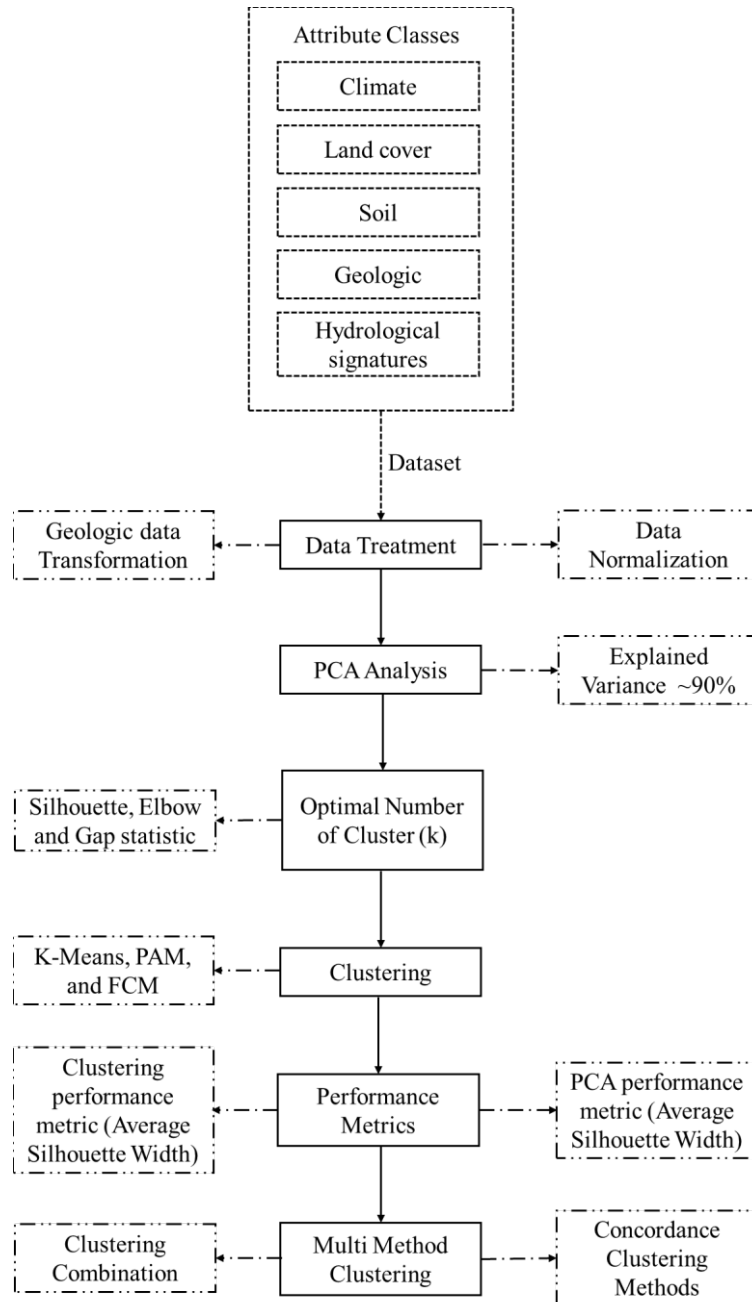 Attribute Classes
Climate
Land cover
Soil
Geologic
Hydrological
signatures
Dataset
Geologic data
Transformation
Data Treatment
Data
Normalization
PCA Analysis
Explained
Variance ~90%
Silhouette, Elbow
and Gap statistic
Optimal Number
of Cluster (k)
K-Means, PAM,
and FCM
Clustering
Clustering
performance
metric (Average
Silhouette Width)
Performance
Metrics
PCA performance
metric (Average
Silhouette Width)
Clustering
Combination
Multi Method
Clustering
Concordance
Clustering
Methods